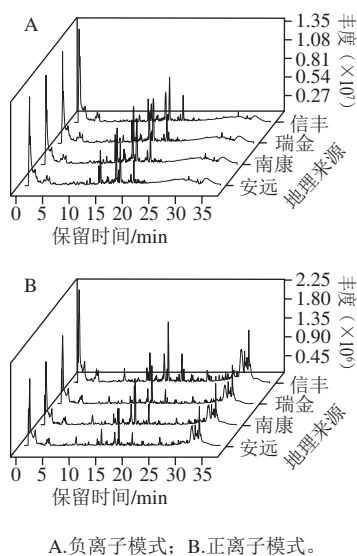 A
1.35
1.08
0.81
0.54
0.27
丰度（×10⁷）
信丰
瑞金
南康
安远
地理来源
0 5 10 15 20 25 30 35
保留时间/min
B
2.25
1.80
1.35
0.90
0.45
丰度（×10⁶）
信丰
瑞金
南康
安远
地理来源
0 5 10 15 20 25 30 35
保留时间/min
A.负离子模式；B.正离子模式。